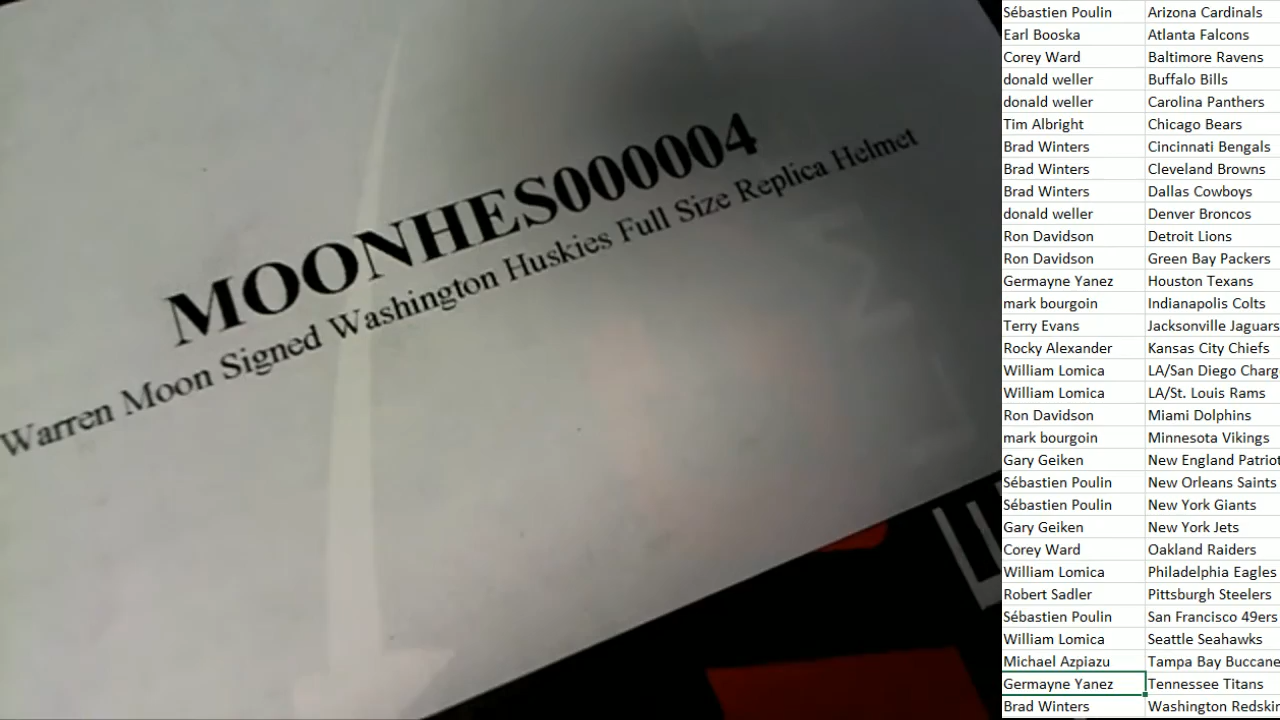 MOONHES000004
Warren Moon Signed Washington Huskies Full Size Replica Helmet
Sébastien Poulin Arizona Cardinals
Earl Booska Atlanta Falcons
Corey Ward Baltimore Ravens
donald weller Buffalo Bills
donald weller Carolina Panthers
Tim Albright Chicago Bears
Brad Winters Cincinnati Bengals
Brad Winters Cleveland Browns
Brad Winters Dallas Cowboys
donald weller Denver Broncos
Ron Davidson Detroit Lions
Ron Davidson Green Bay Packers
Germayne Yanez Houston Texans
mark bourgoin Indianapolis Colts
Terry Evans Jacksonville Jaguars
Rocky Alexander Kansas City Chiefs
William Lomica LA/San Diego Charg
William Lomica LA/St. Louis Rams
Ron Davidson Miami Dolphins
mark bourgoin Minnesota Vikings
Gary Geiken New England Patriot
Sébastien Poulin New Orleans Saints
Sébastien Poulin New York Giants
Gary Geiken New York Jets
Corey Ward Oakland Raiders
William Lomica Philadelphia Eagles
Robert Sadler Pittsburgh Steelers
Sébastien Poulin San Francisco 49ers
William Lomica Seattle Seahawks
Michael Azpiazu Tampa Bay Buccane
Germayne Yanez Tennessee Titans
Brad Winters Washington Redskin